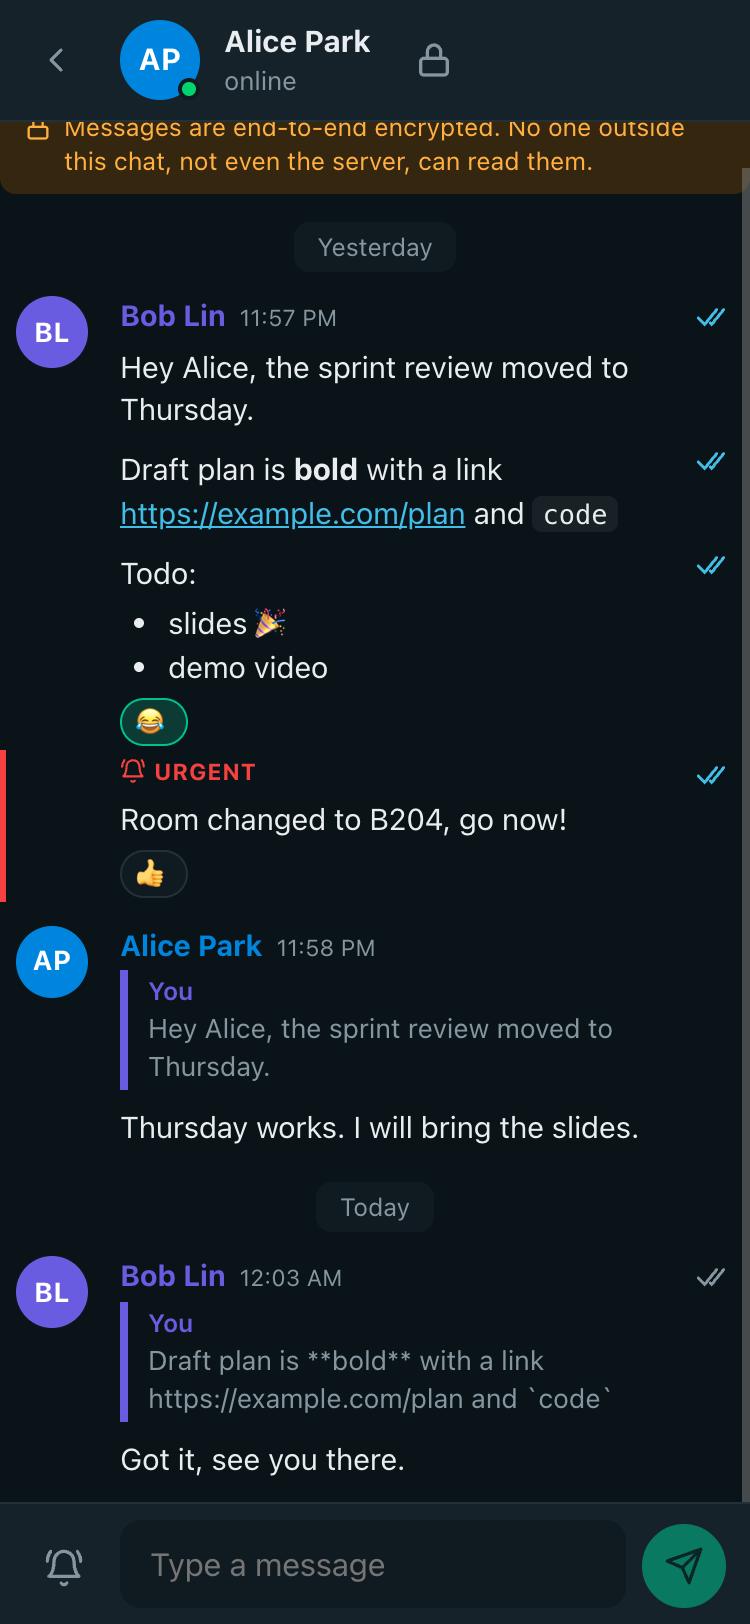 AP
Alice Park
online
Messages are end-to-end encrypted. No one outside
this chat, not even the server, can read them.
Yesterday
BL
Bob Lin 11:57 PM
Hey Alice, the sprint review moved to
Thursday.
Draft plan is bold with a link
https://example.com/plan and code
Todo:
• slides 🎉
• demo video
😂
URGENT
Room changed to B204, go now!
👍
AP
Alice Park 11:58 PM
You
Hey Alice, the sprint review moved to
Thursday.
Thursday works. I will bring the slides.
Today
BL
Bob Lin 12:03 AM
You
Draft plan is **bold** with a link
https://example.com/plan and `code`
Got it, see you there.
Type a message